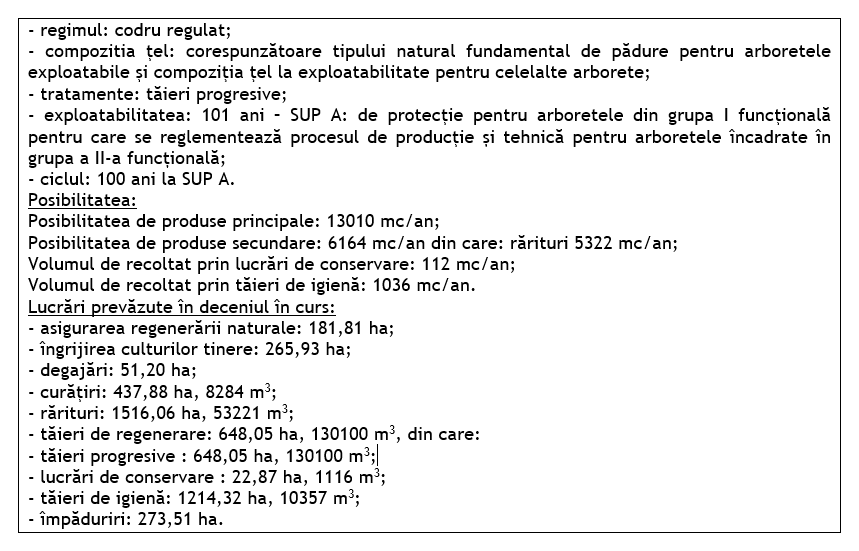 - regimul: codru regulat;
- compozitia țel: corespunzătoare tipului natural fundamental de pădure pentru arboretele
exploatabile și compoziția țel la exploatabilitate pentru celelalte arborete;
- tratamente: tăieri progresive;
- exploatabilitatea: 101 ani – SUP A: de protecție pentru arboretele din grupa I funcțională
pentru care se reglementează procesul de producție și tehnică pentru arboretele încadrate în
grupa a II-a funcțională;
- ciclul: 100 ani la SUP A.
Posibilitatea:
Posibilitatea de produse principale: 13010 mc/an;
Posibilitatea de produse secundare: 6164 mc/an din care: rărituri 5322 mc/an;
Volumul de recoltat prin lucrări de conservare: 112 mc/an;
Volumul de recoltat prin tăieri de igienă: 1036 mc/an.
Lucrări prevăzute în deceniul în curs:
- asigurarea regenerării naturale: 181,81 ha;
- îngrijirea culturilor tinere: 265,93 ha;
- degajări: 51,20 ha;
- curățiri: 437,88 ha, 8284 m³;
- rărituri: 1516,06 ha, 53221 m³;
- tăieri de regenerare: 648,05 ha, 130100 m³, din care:
- tăieri progresive : 648,05 ha, 130100 m³;
- lucrări de conservare : 22,87 ha, 1116 m³;
- tăieri de igienă: 1214,32 ha, 10357 m³;
- împăduriri: 273,51 ha.